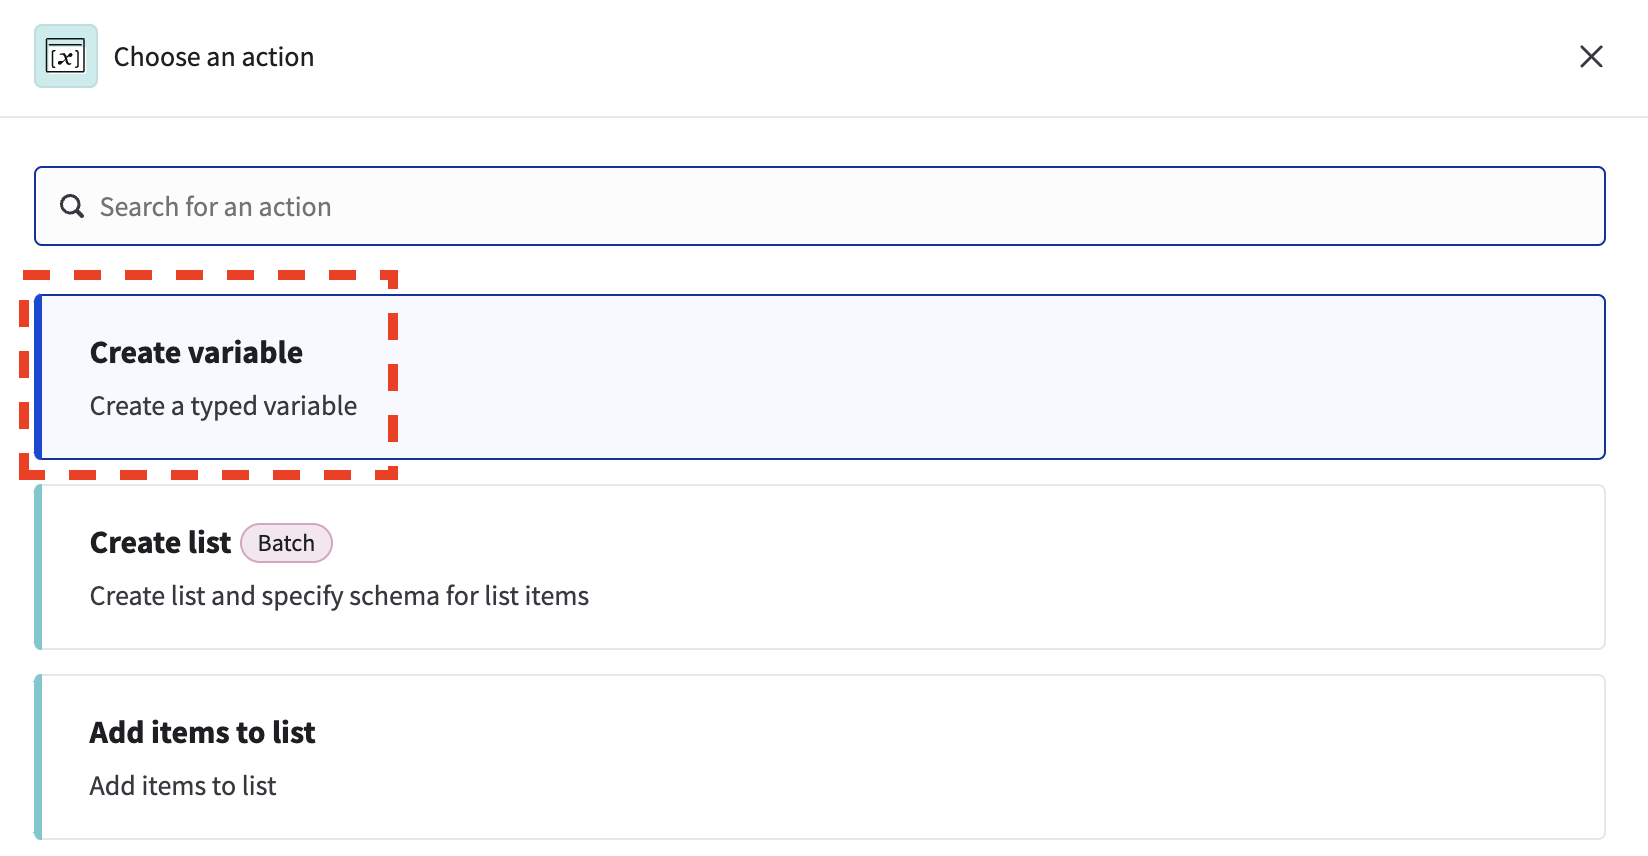 [x]
Choose an action
Search for an action
Create variable
Create a typed variable
Create list Batch
Create list and specify schema for list items
Add items to list
Add items to list